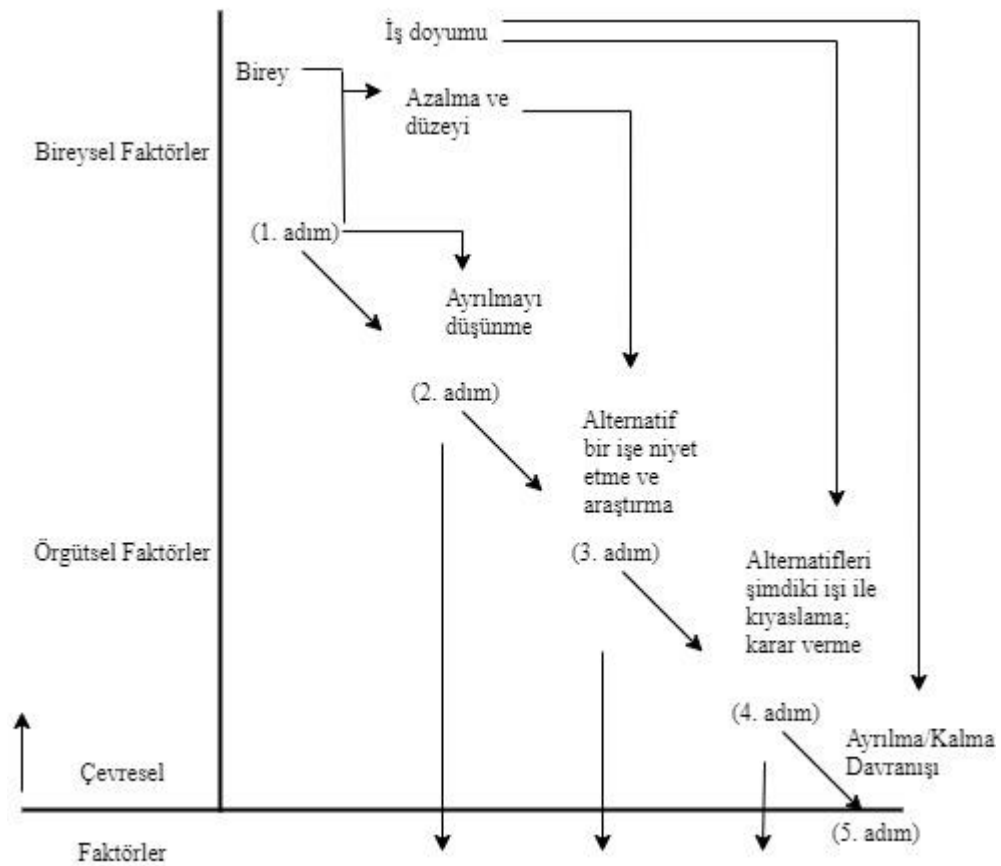 İş doyumu
Birey
Azalma ve
düzeyi
Bireysel Faktörler
(1. adım)
Ayrılmayı
düşünme
(2. adım)
Alternatif
bir işe niyet
etme ve
araştırma
Örgütsel Faktörler
(3. adım)
Alternatifleri
şimdiki işi ile
kıyaslama;
karar verme
(4. adım)
Ayrılma/Kalma
Davranışı
Çevresel
(5. adım)
Faktörler